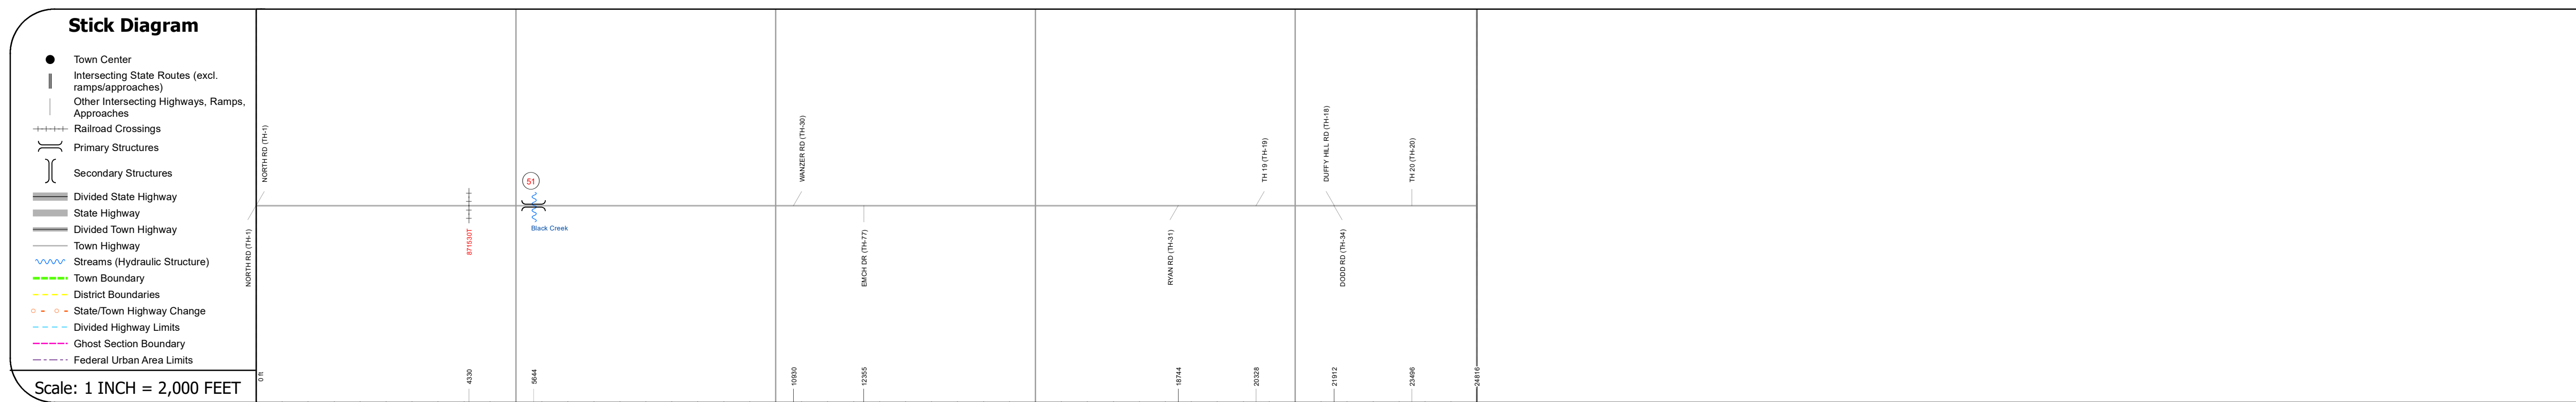 Stick Diagram
Town Center
Intersecting State Routes (excl.
ramps/approaches)
Other Intersecting Highways, Ramps,
Approaches
Railroad Crossings
Primary Structures
Secondary Structures
Divided State Highway
State Highway
Divided Town Highway
Town Highway
Streams (Hydraulic Structure)
Town Boundary
District Boundaries
State/Town Highway Change
Divided Highway Limits
Ghost Section Boundary
Federal Urban Area Limits
Scale: 1 INCH = 2,000 FEET
NORTH RD (TH-1)
NORTH RD (TH-1)
871530T
51
Black Creek
WANZER RD (TH-30)
EMCH DR (TH-77)
RYAN RD (TH-31)
TH 19 (TH-19)
DUFFY HILL RD (TH-18)
DODD RD (TH-34)
TH 20 (TH-20)
0 ft
4330
5644
10930
12355
18744
20328
21912
23496
24816